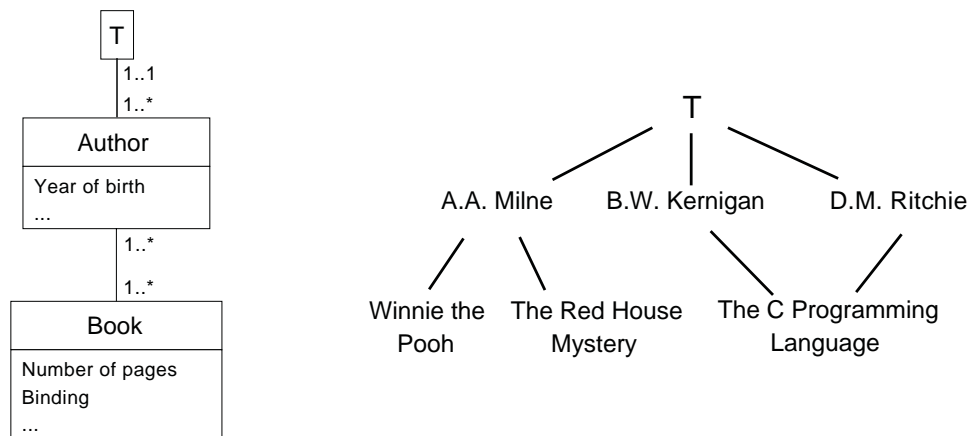 T
1..1
1..*
Author
Year of birth
...
1..*
1..*
Book
Number of pages
Binding
...
T
A.A. Milne
B.W. Kernigan
D.M. Ritchie
Winnie the
Pooh
The Red House
Mystery
The C Programming
Language